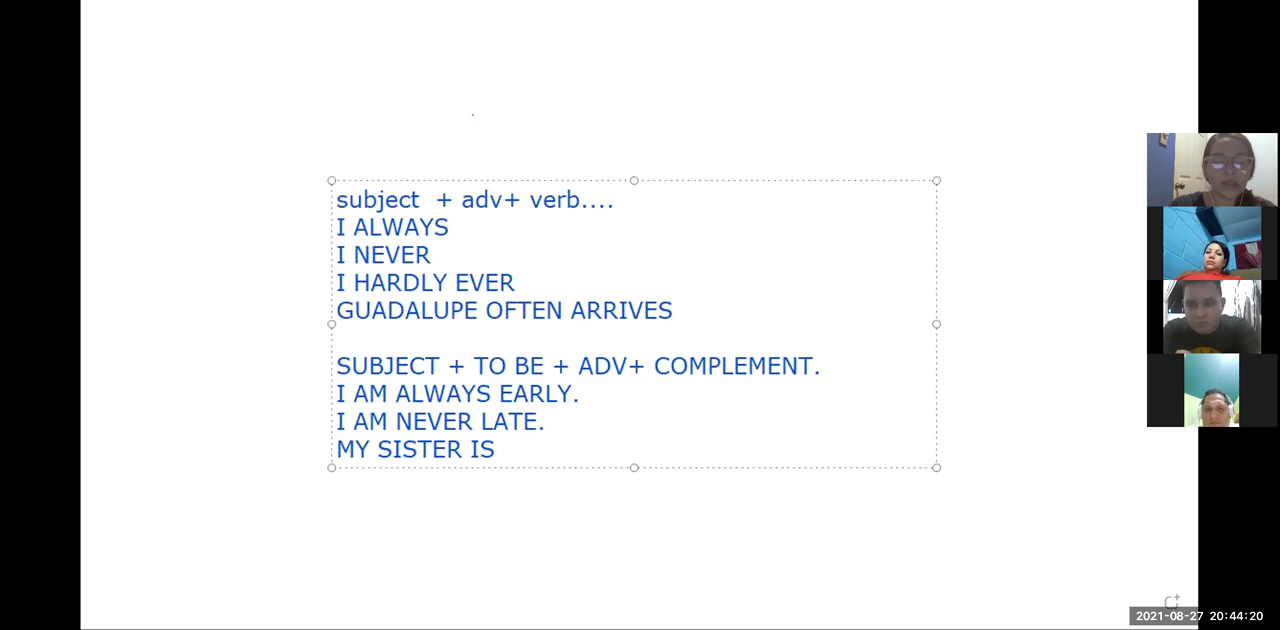 subject + adv+ verb....
I ALWAYS
I NEVER
I HARDLY EVER
GUADALUPE OFTEN ARRIVES
SUBJECT + TO BE + ADV+ COMPLEMENT.
I AM ALWAYS EARLY.
I AM NEVER LATE.
MY SISTER IS
2021-08-27 20:44:20